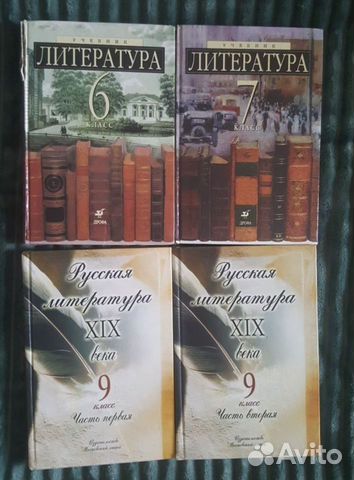 УЧЕБНИК
ЛИТЕРАТУРА
6
КЛАСС
ДРОФА
УЧЕБНИК
ЛИТЕРАТУРА
7
КЛАСС
ДРОФА
Русская
литература
XIX
века
9
класс
Часть первая
Русская
литература
XIX
века
9
класс
Часть вторая
Avito